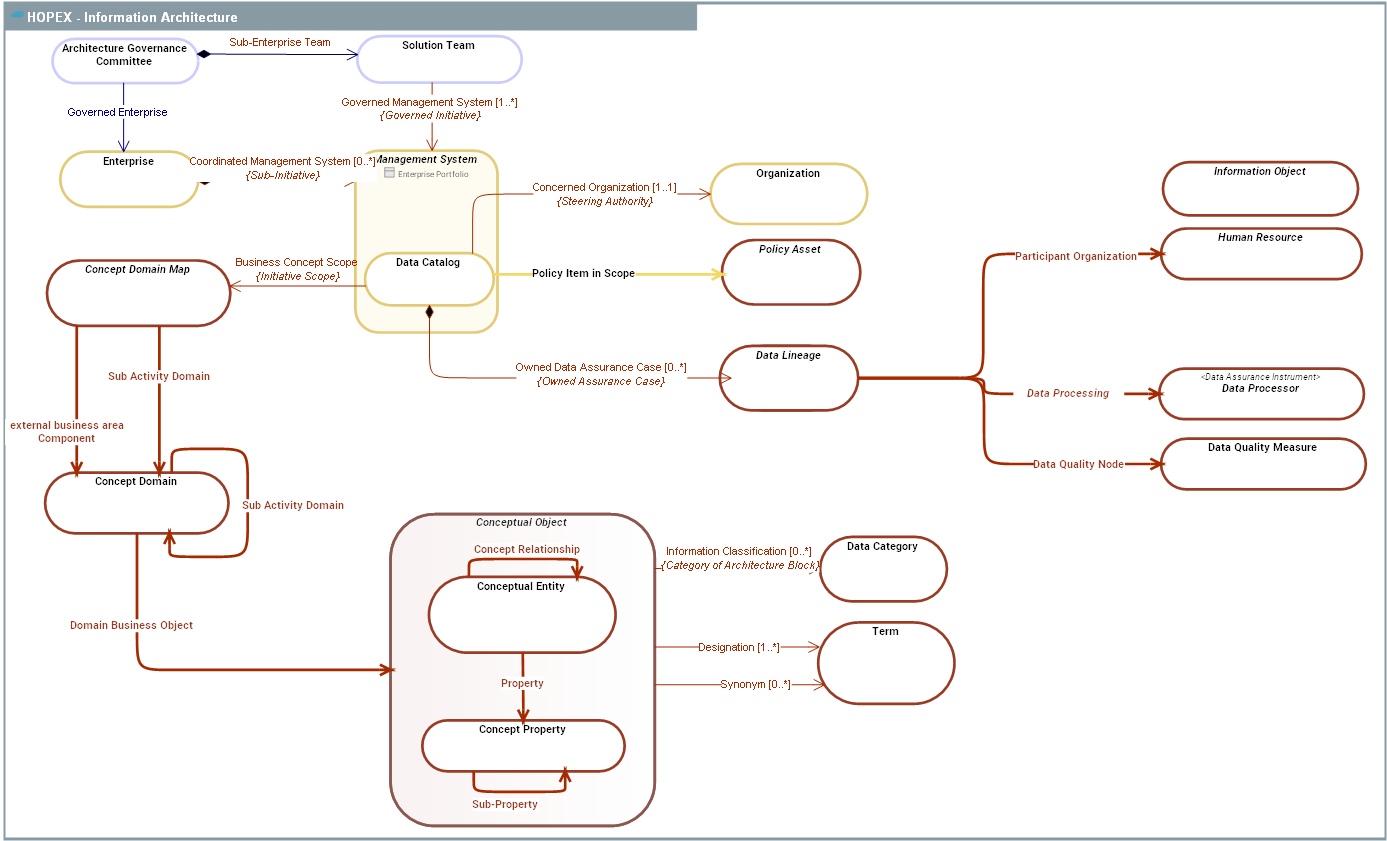 HOPEX - Information Architecture
Architecture Governance
Committee
Sub-Enterprise Team
Solution Team
Governed Enterprise
Governed Management System [1..*]
{Governed Initiative}
Enterprise
Coordinated Management System [0..*]
{Sub-Initiative}
Management System
Enterprise Portfolio
Concerned Organization [1..1]
{Steering Authority}
Organization
Information Object
Human Resource
Participant Organization
Policy Asset
Policy Item in Scope
Data Catalog
Business Concept Scope
{Initiative Scope}
Concept Domain Map
Owned Data Assurance Case [0..*]
{Owned Assurance Case}
Data Lineage
Data Processing
<Data Assurance Instrument>
Data Processor
Data Quality Node
Data Quality Measure
Sub Activity Domain
external business area
Component
Concept Domain
Sub Activity Domain
Domain Business Object
Conceptual Object
Concept Relationship
Conceptual Entity
Property
Concept Property
Sub-Property
Information Classification [0..*]
{Category of Architecture Block}
Data Category
Designation [1..*]
Term
Synonym [0..*]